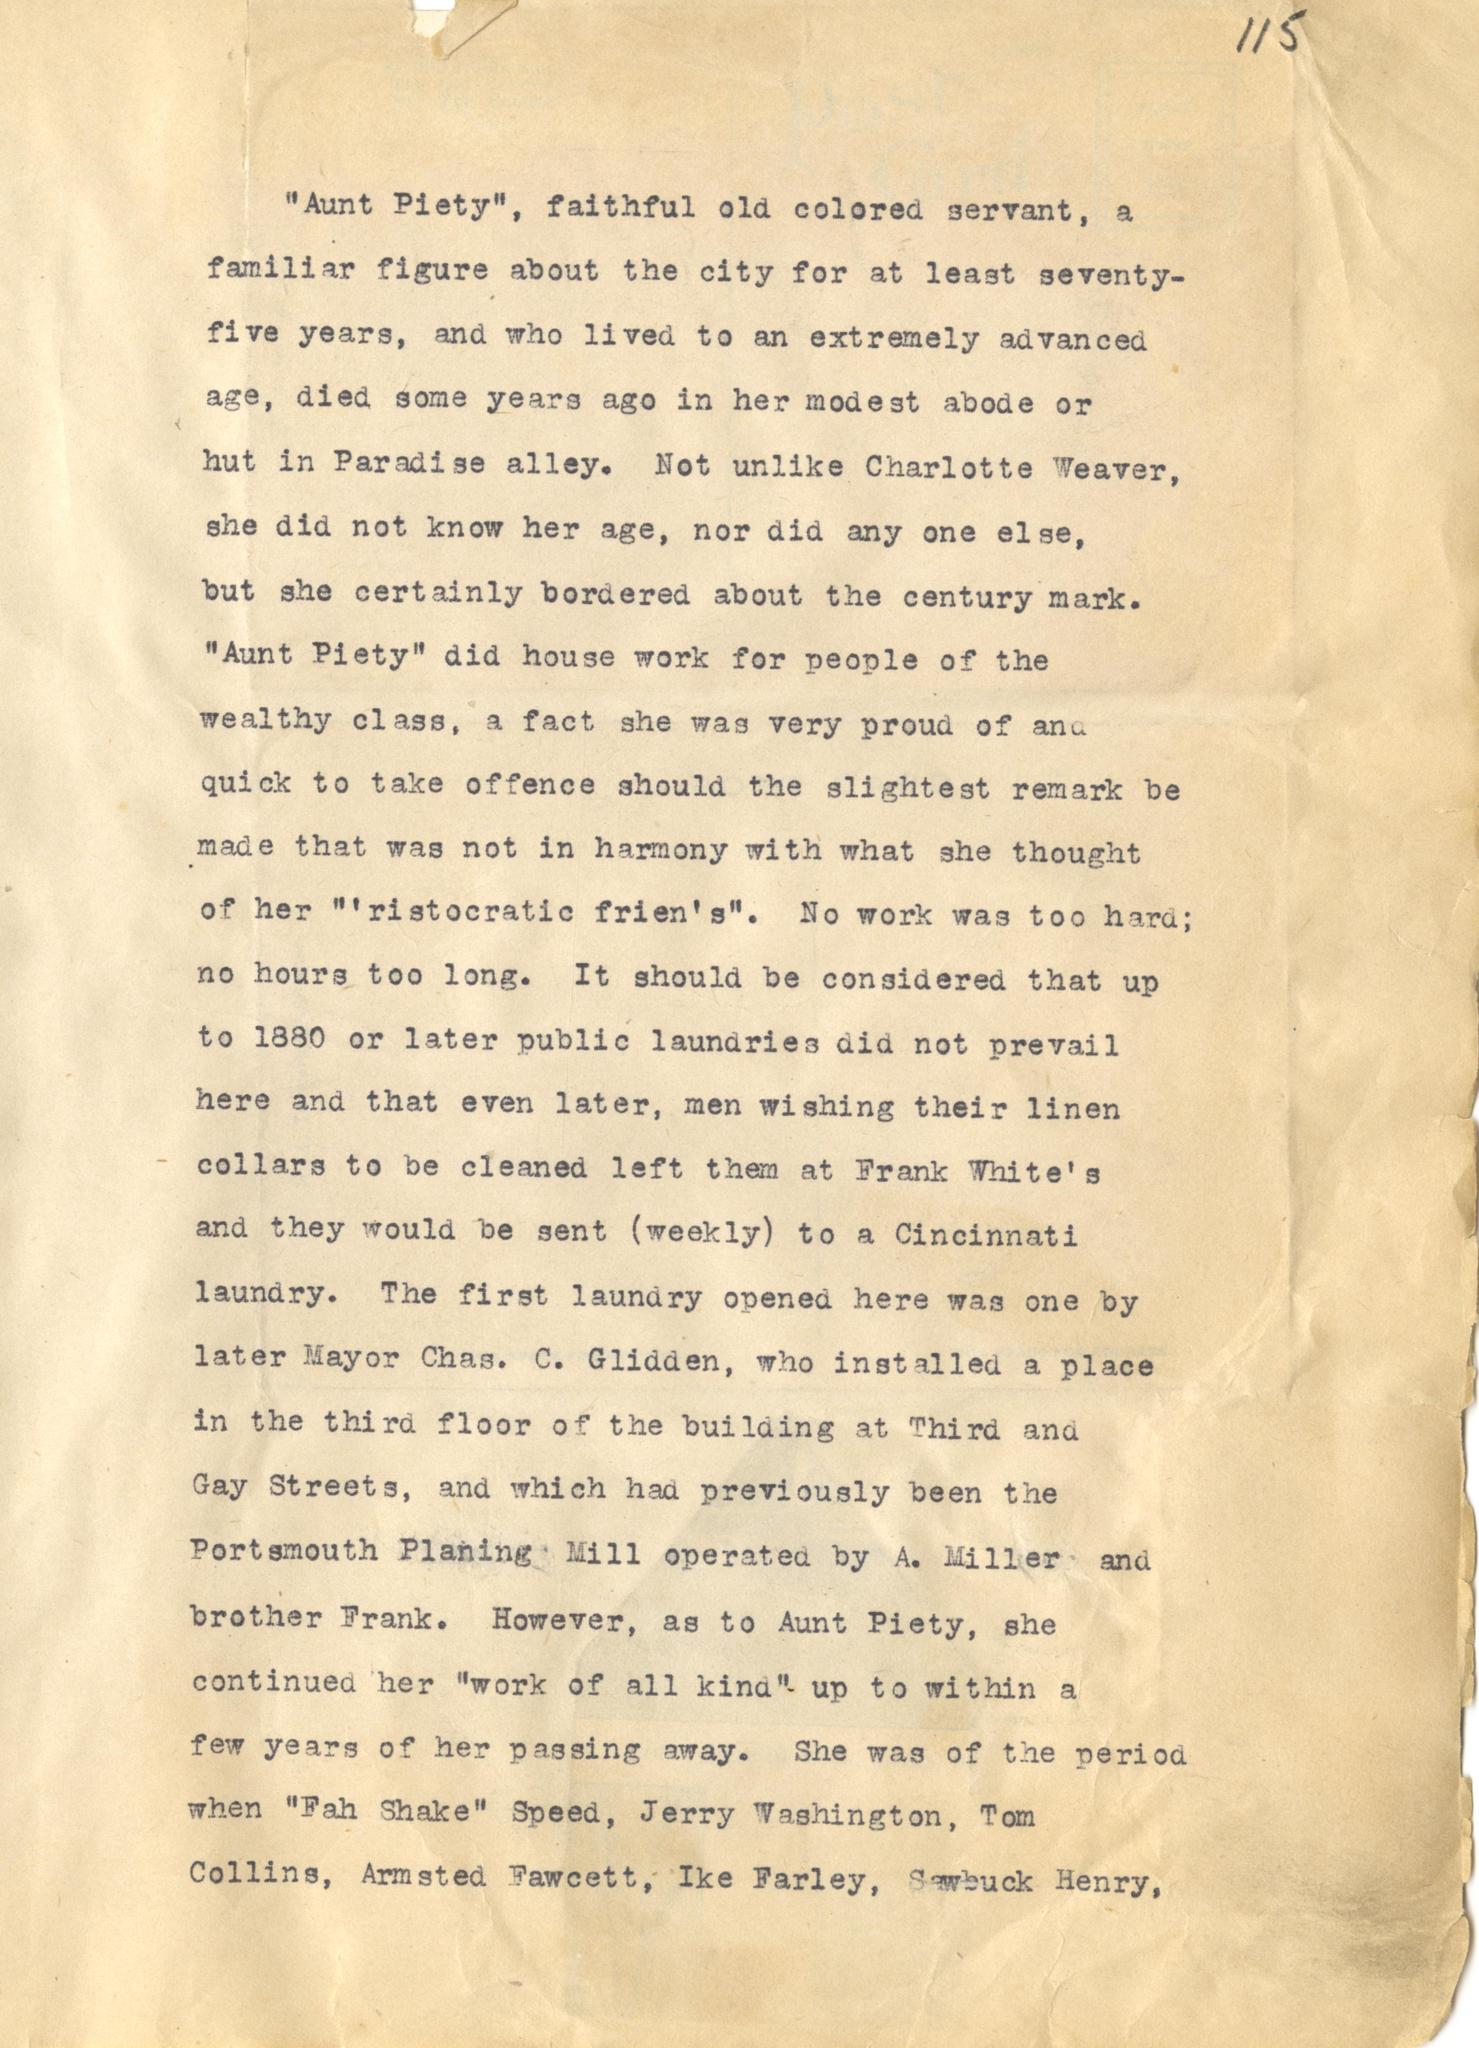 115
"Aunt Piety", faithful old colored servant, a
familiar figure about the city for at least seventy-
five years, and who lived to an extremely advanced
age, died some years ago in her modest abode or
hut in Paradise alley. Not unlike Charlotte Weaver,
she did not know her age, nor did any one else,
but she certainly bordered about the century mark.
"Aunt Piety" did house work for people of the
wealthy class, a fact she was very proud of and
quick to take offence should the slightest remark be
made that was not in harmony with what she thought
of her "'ristocratic frien's". No work was too hard;
no hours too long. It should be considered that up
to 1880 or later public laundries did not prevail
here and that even later, men wishing their linen
collars to be cleaned left them at Frank White's
and they would be sent (weekly) to a Cincinnati
laundry. The first laundry opened here was one by
later Mayor Chas. C. Glidden, who installed a place
in the third floor of the building at Third and
Gay Streets, and which had previously been the
Portsmouth Planing Mill operated by A. Miller and
brother Frank. However, as to Aunt Piety, she
continued her "work of all kind" up to within a
few years of her passing away. She was of the period
when "Fah Shake" Speed, Jerry Washington, Tom
Collins, Armsted Fawcett, Ike Farley, Sawbuck Henry,